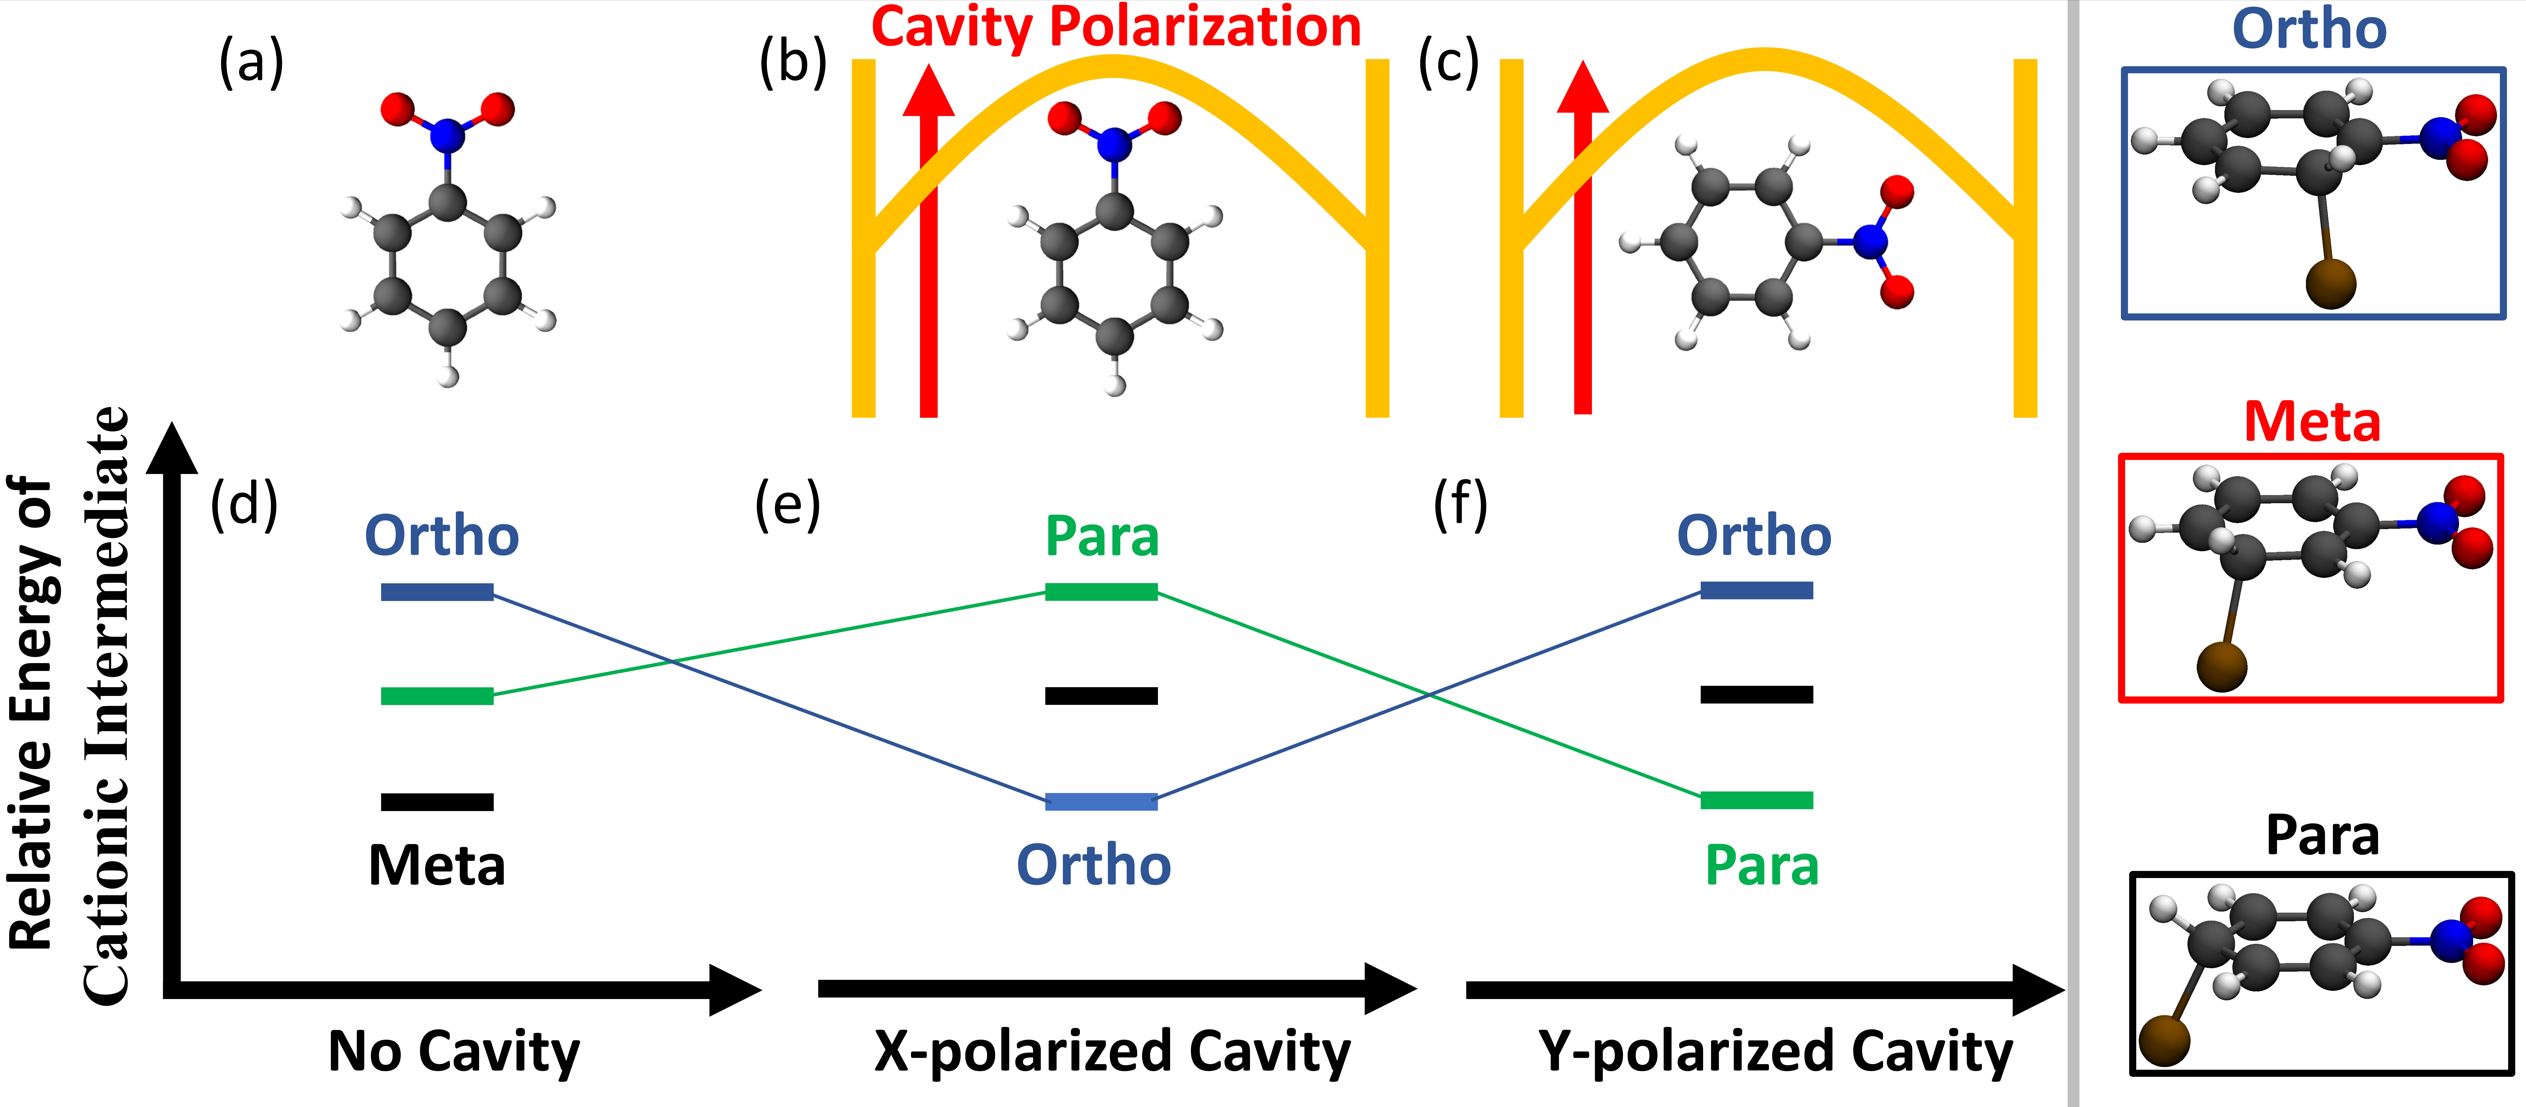 Cavity Polarization
(a)
(b)
(c)
Relative Energy of
Cationic Intermediate
(d)
Ortho
Meta
(e)
Para
Ortho
(f)
Ortho
Para
No Cavity
X-polarized Cavity
Y-polarized Cavity
Ortho
Meta
Para